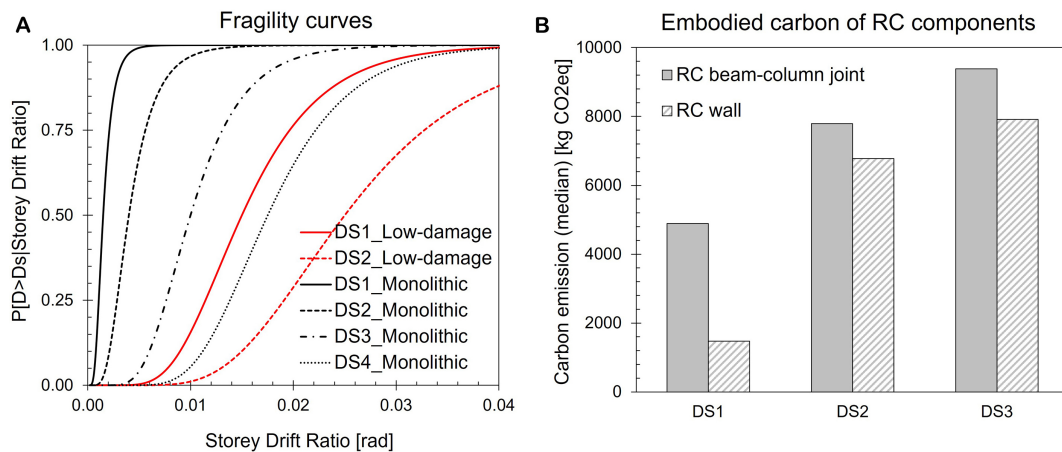 A
Fragility curves
P[D>Ds|Storey Drift Ratio]
1.00
0.75
0.50
0.25
0.00
0.00
0.01
0.02
0.03
0.04
Storey Drift Ratio [rad]
DS1_Low-damage
DS2_Low-damage
DS1_Monolithic
DS2_Monolithic
DS3_Monolithic
DS4_Monolithic
B
Embodied carbon of RC components
Carbon emission (median) [kg CO2eq]
10000
8000
6000
4000
2000
0
RC beam-column joint
RC wall
DS1
DS2
DS3